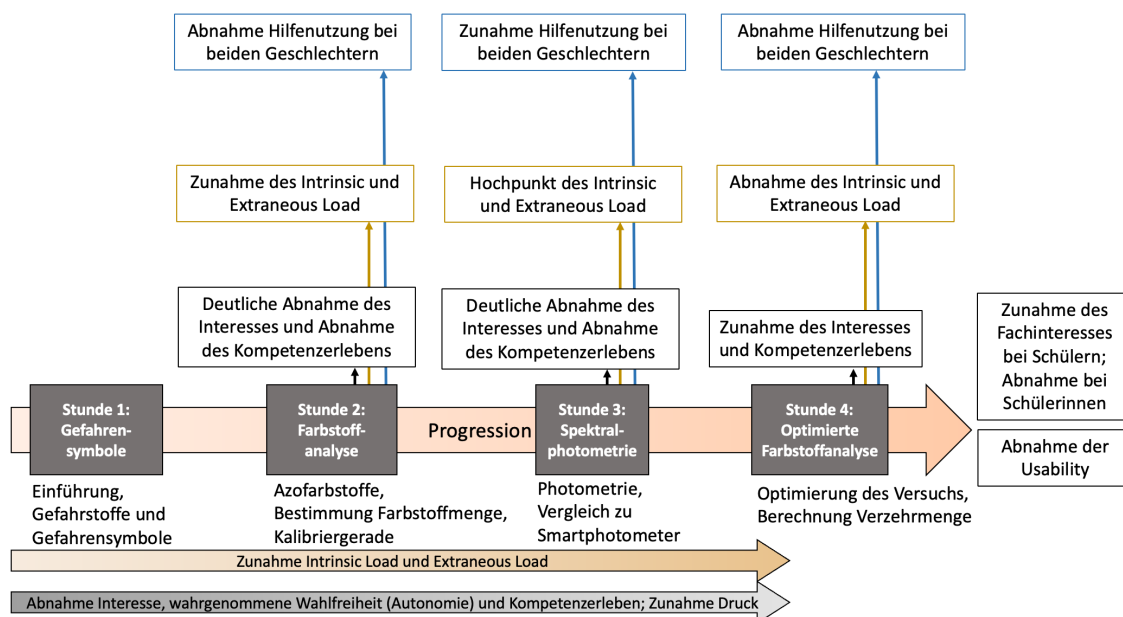 Abnahme Hilfenutzung bei
beiden Geschlechtern
Zunahme Hilfenutzung bei
beiden Geschlechtern
Abnahme Hilfenutzung bei
beiden Geschlechtern
Zunahme des Intrinsic und
Extraneous Load
Hochpunkt des Intrinsic
und Extraneous Load
Abnahme des Intrinsic und
Extraneous Load
Deutliche Abnahme des
Interesses und Abnahme
des Kompetenzerlebens
Deutliche Abnahme des
Interesses und Abnahme
des Kompetenzerlebens
Zunahme des Interesses
und Kompetenzerlebens
Zunahme des
Fachinteresses
bei Schülern;
Abnahme bei
Schülerinnen
Abnahme der
Usability
Stunde 1:
Gefahren-
symbole
Stunde 2:
Farbstoff-
analyse
Progression
Stunde 3:
Spektral-
photometrie
Stunde 4:
Optimierte
Farbstoffanalyse
Einführung,
Gefahrstoffe und
Gefahrensymbole
Azofarbstoffe,
Bestimmung Farbstoffmenge,
Kalibriergerade
Photometrie,
Vergleich zu
Smartphotometer
Optimierung des Versuchs,
Berechnung Verzehrmenge
Zunahme Intrinsic Load und Extraneous Load
Abnahme Interesse, wahrgenommene Wahlfreiheit (Autonomie) und Kompetenzerleben; Zunahme Druck